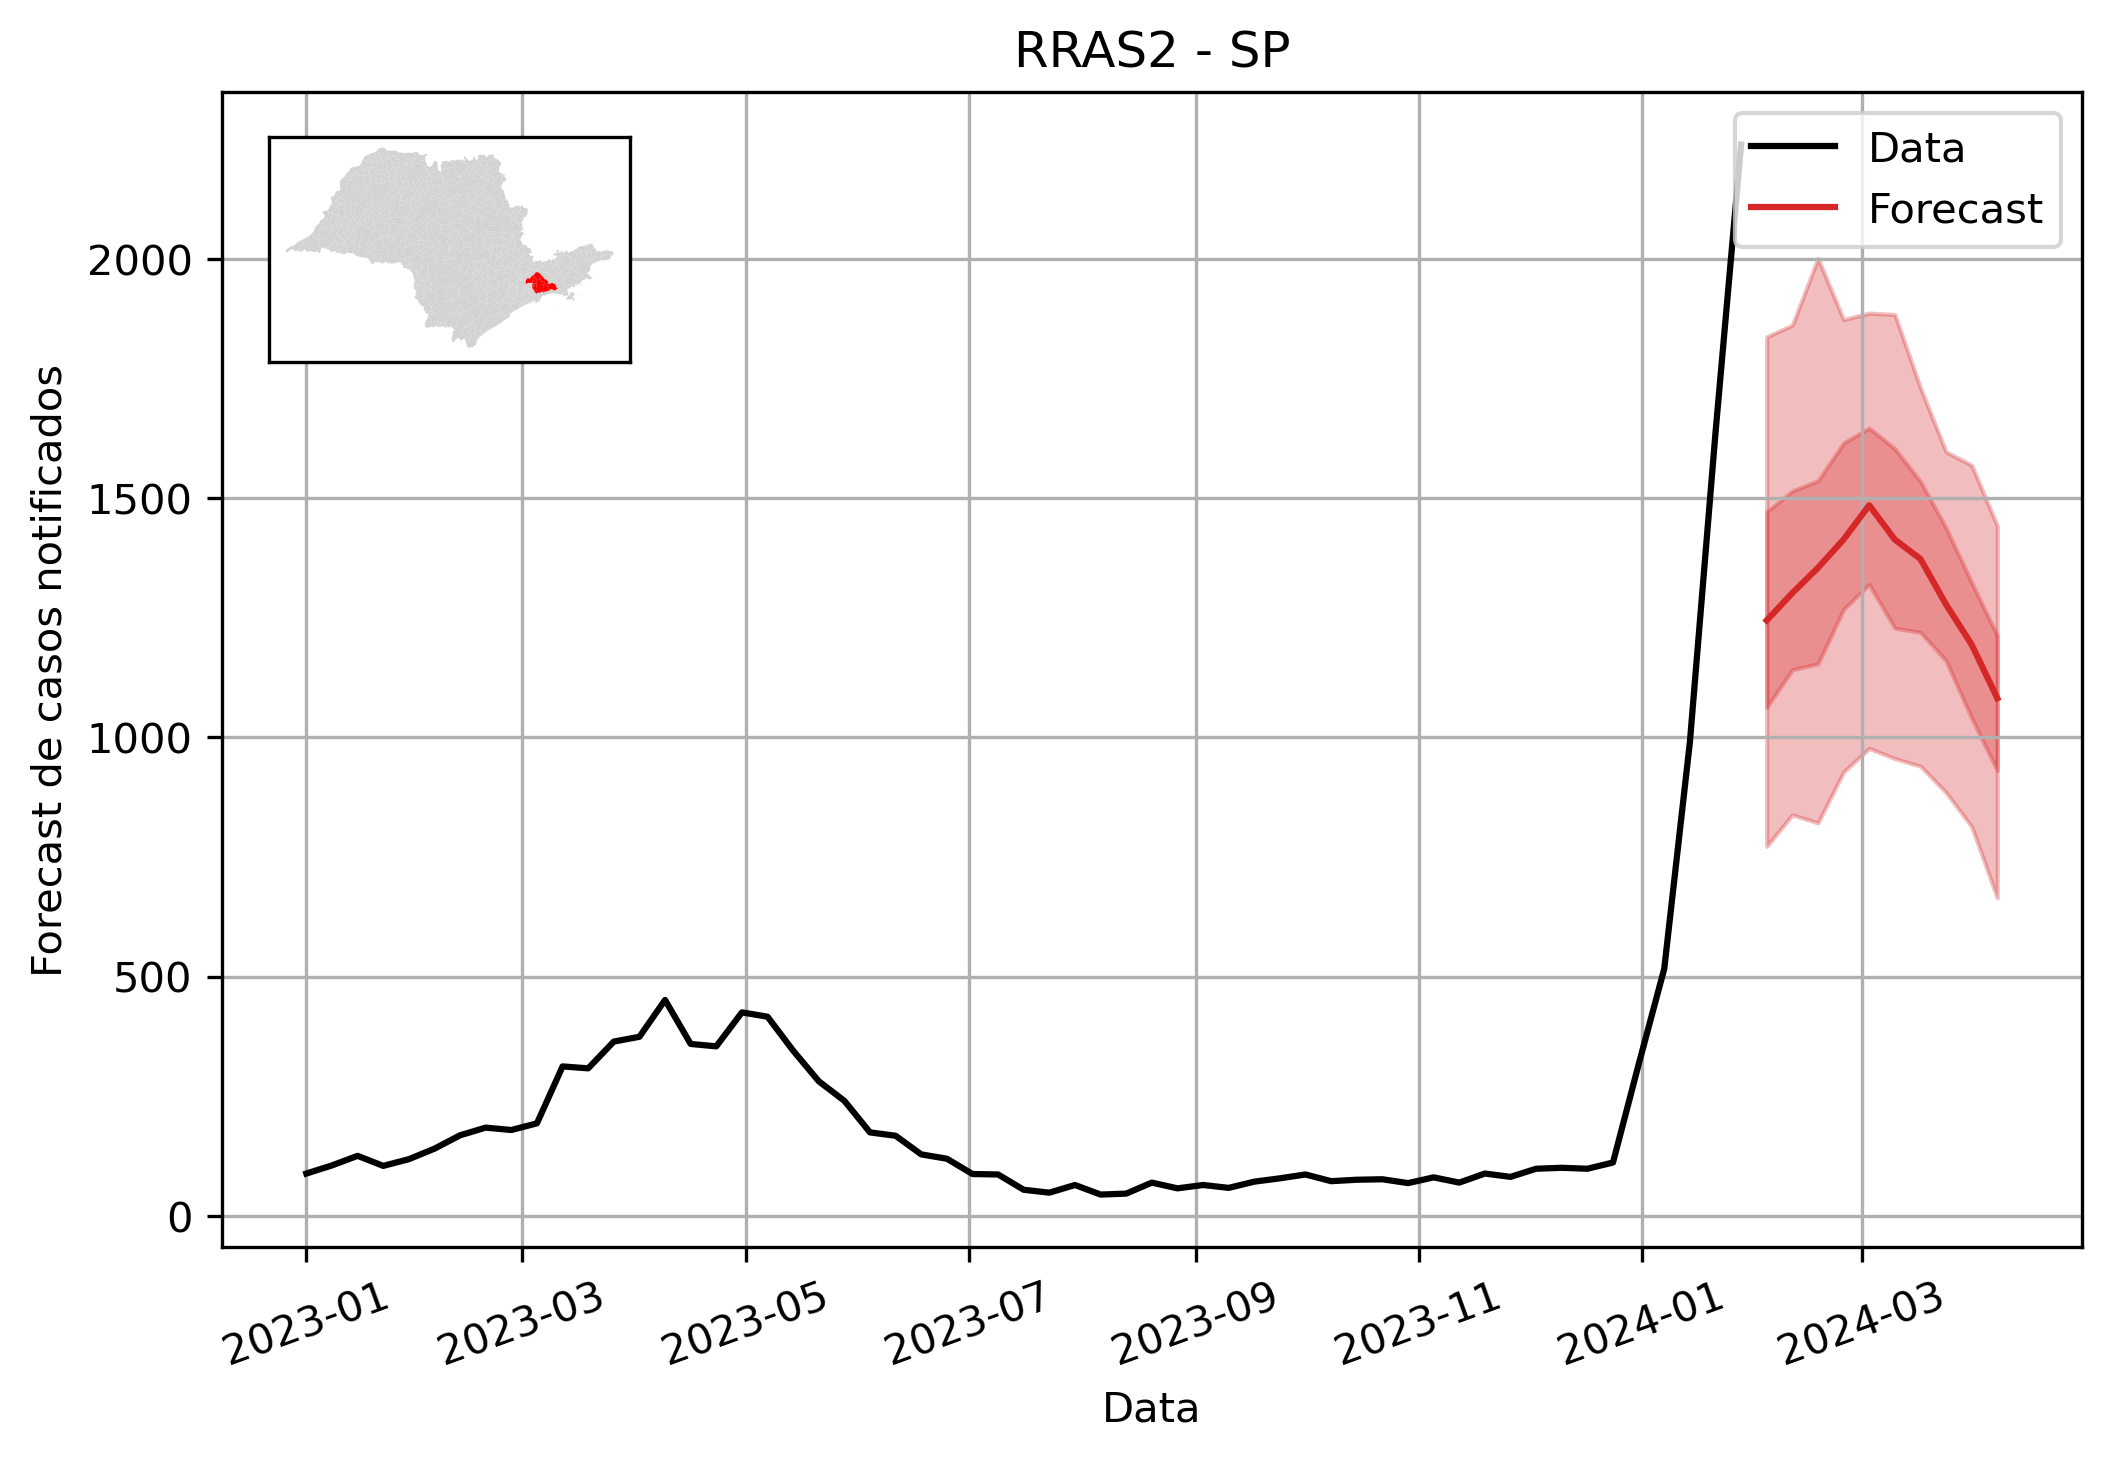 RRAS2 - SP
Data
Forecast
Forecast de casos notificados
2000
1500
1000
500
0
2023-01
2023-03
2023-05
2023-07
2023-09
2023-11
2024-01
2024-03
Data